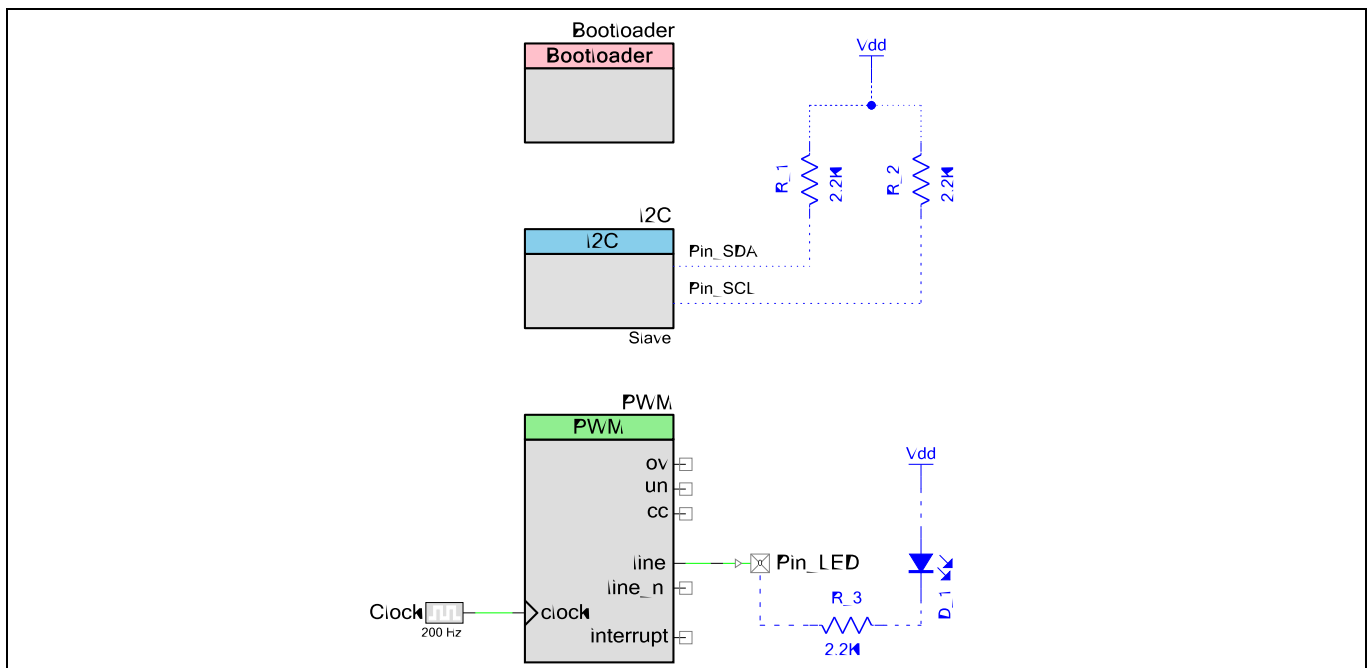 Bootloader
Bootloader
Vdd
R_1
2.2K
R_2
2.2K
I2C
I2C
Pin_SDA
Pin_SCL
Slave
PWM
PWM
ov
un
cc
Vdd
line
Pin_LED
line_n
D_1
R_3
Clock
200 Hz
clock
interrupt
2.2K